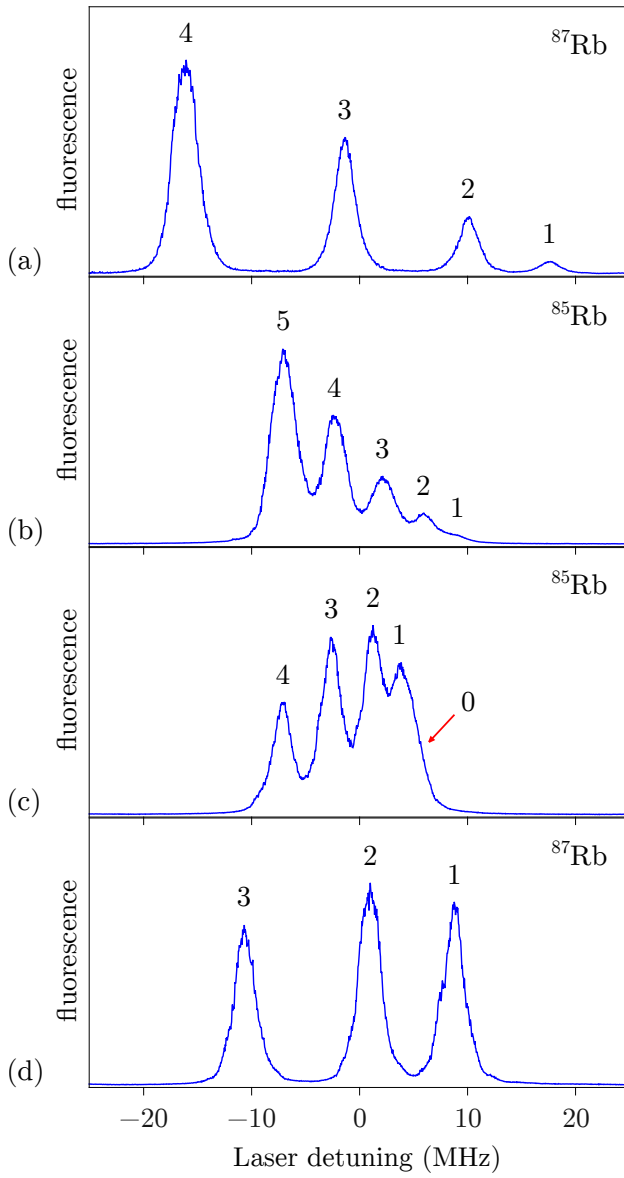 ⁸⁷Rb
4
3
2
1
fluorescence
(a)
⁸⁵Rb
5
4
3
2
1
fluorescence
(b)
⁸⁵Rb
4
3
2
1
0
fluorescence
(c)
⁸⁷Rb
3
2
1
fluorescence
(d)
−20 −10 0 10 20
Laser detuning (MHz)